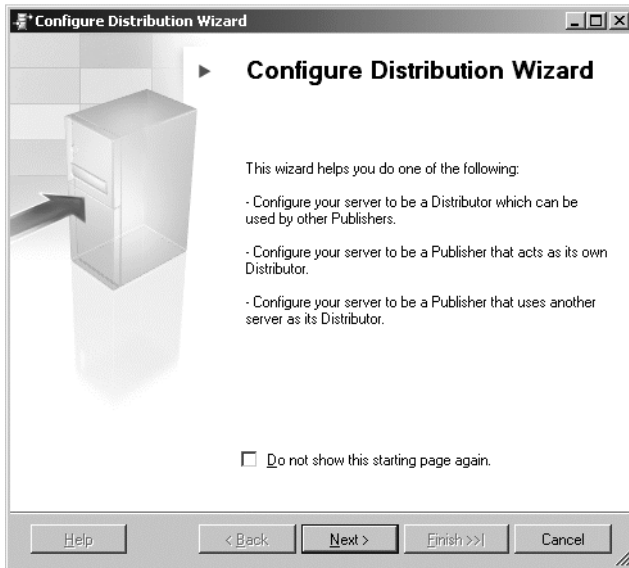 Configure Distribution Wizard
Configure Distribution Wizard
This wizard helps you do one of the following:
- Configure your server to be a Distributor which can be
used by other Publishers.
- Configure your server to be a Publisher that acts as its own
Distributor.
- Configure your server to be a Publisher that uses another
server as its Distributor.
Do not show this starting page again.
Help
< Back
Next >
Finish >>|
Cancel